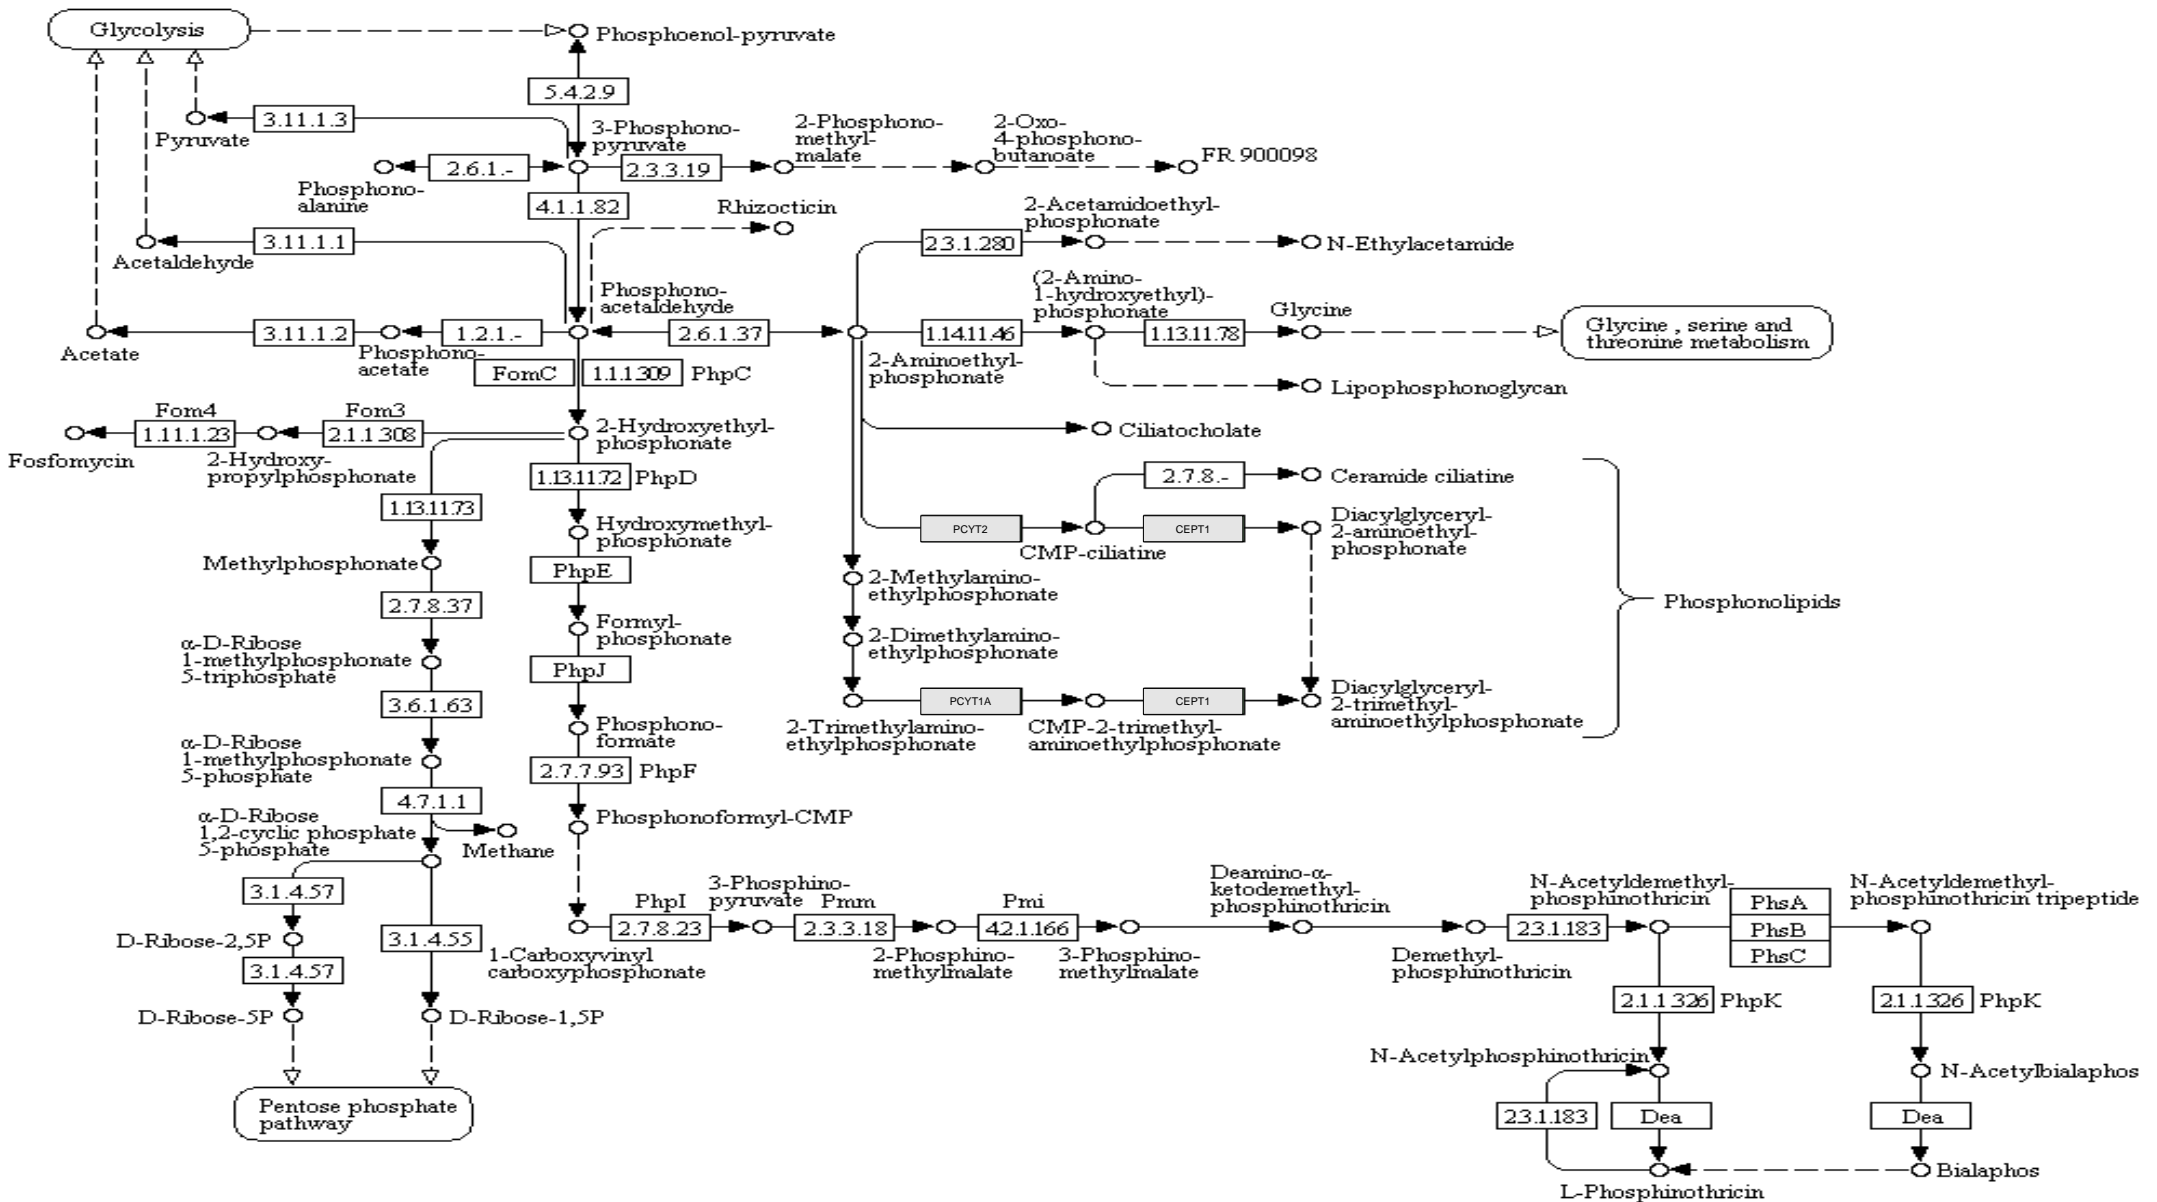 Glycolysis
Phosphoenol-pyruvate
5.4.2.9
3.11.1.3
Pyruvate
3-Phosphono-
pyruvate
2-Phosphono-
methyl-
malate
2-Oxo-
4-phosphono-
butanoate
FR 900098
2.6.1.-
2.3.3.19
Phosphono-
alanine
4.1.1.82
Rhizocticin
2-Acetamidoethyl-
phosphonate
3.11.1.1
Acetaldehyde
2.3.1.280
N-Ethylacetamide
Phosphono-
acetaldehyde
(2-Amino-
1-hydroxyethyl)-
phosphonate
Glycine
3.11.1.2
1.2.1.-
2.6.1.37
1.14.11.46
1.13.11.78
Glycine , serine and
threonine metabolism
Acetate
Phosphono-
acetate
2-Aminoethyl-
phosphonate
FomC
1.1.1.309
PhpC
Lipophosphonoglycan
Fom4
Fom3
1.11.1.23
2.1.1.308
2-Hydroxyethyl-
phosphonate
Ciliatocholate
Fosfomycin
2-Hydroxy-
propylphosphonate
1.13.11.72
PhpD
2.7.8.-
Ceramide ciliatine
1.13.11.73
Hydroxymethyl-
phosphonate
PCYT2
CEPT1
CMP-ciliatine
Diacylglyceryl-
2-aminoethyl-
phosphonate
Methylphosphonate
PhpE
2-Methylamino-
ethylphosphonate
2.7.8.37
Phosphonolipids
Formyl-
phosphonate
2-Dimethylamino-
ethylphosphonate
α-D-Ribose
1-methylphosphonate
5-triphosphate
PhpJ
3.6.1.63
PCYT1A
CEPT1
Diacylglyceryl-
2-trimethyl-
aminoethylphosphonate
2-Trimethylamino-
ethylphosphonate
CMP-2-trimethyl-
aminoethylphosphonate
Phosphono-
formate
α-D-Ribose
1-methylphosphonate
5-phosphate
2.7.7.93
PhpF
4.7.1.1
α-D-Ribose
1,2-cyclic phosphate
5-phosphate
Methane
Phosphonoformyl-CMP
3.1.4.57
3-Phosphino-
pyruvate
PhpI
Pmm
Pmi
Deamino-α-
ketodemethyl-
phosphinothricin
N-Acetyldemethyl-
phosphinothricin
PhsA
PhsB
PhsC
N-Acetyldemethyl-
phosphinothricin tripeptide
2.7.8.23
2.3.3.18
4.2.1.166
2.3.1.183
D-Ribose-2,5P
3.1.4.55
1-Carboxyvinyl
carboxyphosphonate
2-Phosphino-
methylmalate
3-Phosphino-
methylmalate
Demethyl-
phosphinothricin
3.1.4.57
2.1.1.326
PhpK
2.1.1.326
PhpK
D-Ribose-5P
D-Ribose-1,5P
N-Acetylphosphinothricin
N-Acetylbialaphos
Pentose phosphate
pathway
2.3.1.183
Dea
Dea
Bialaphos
L-Phosphinothricin